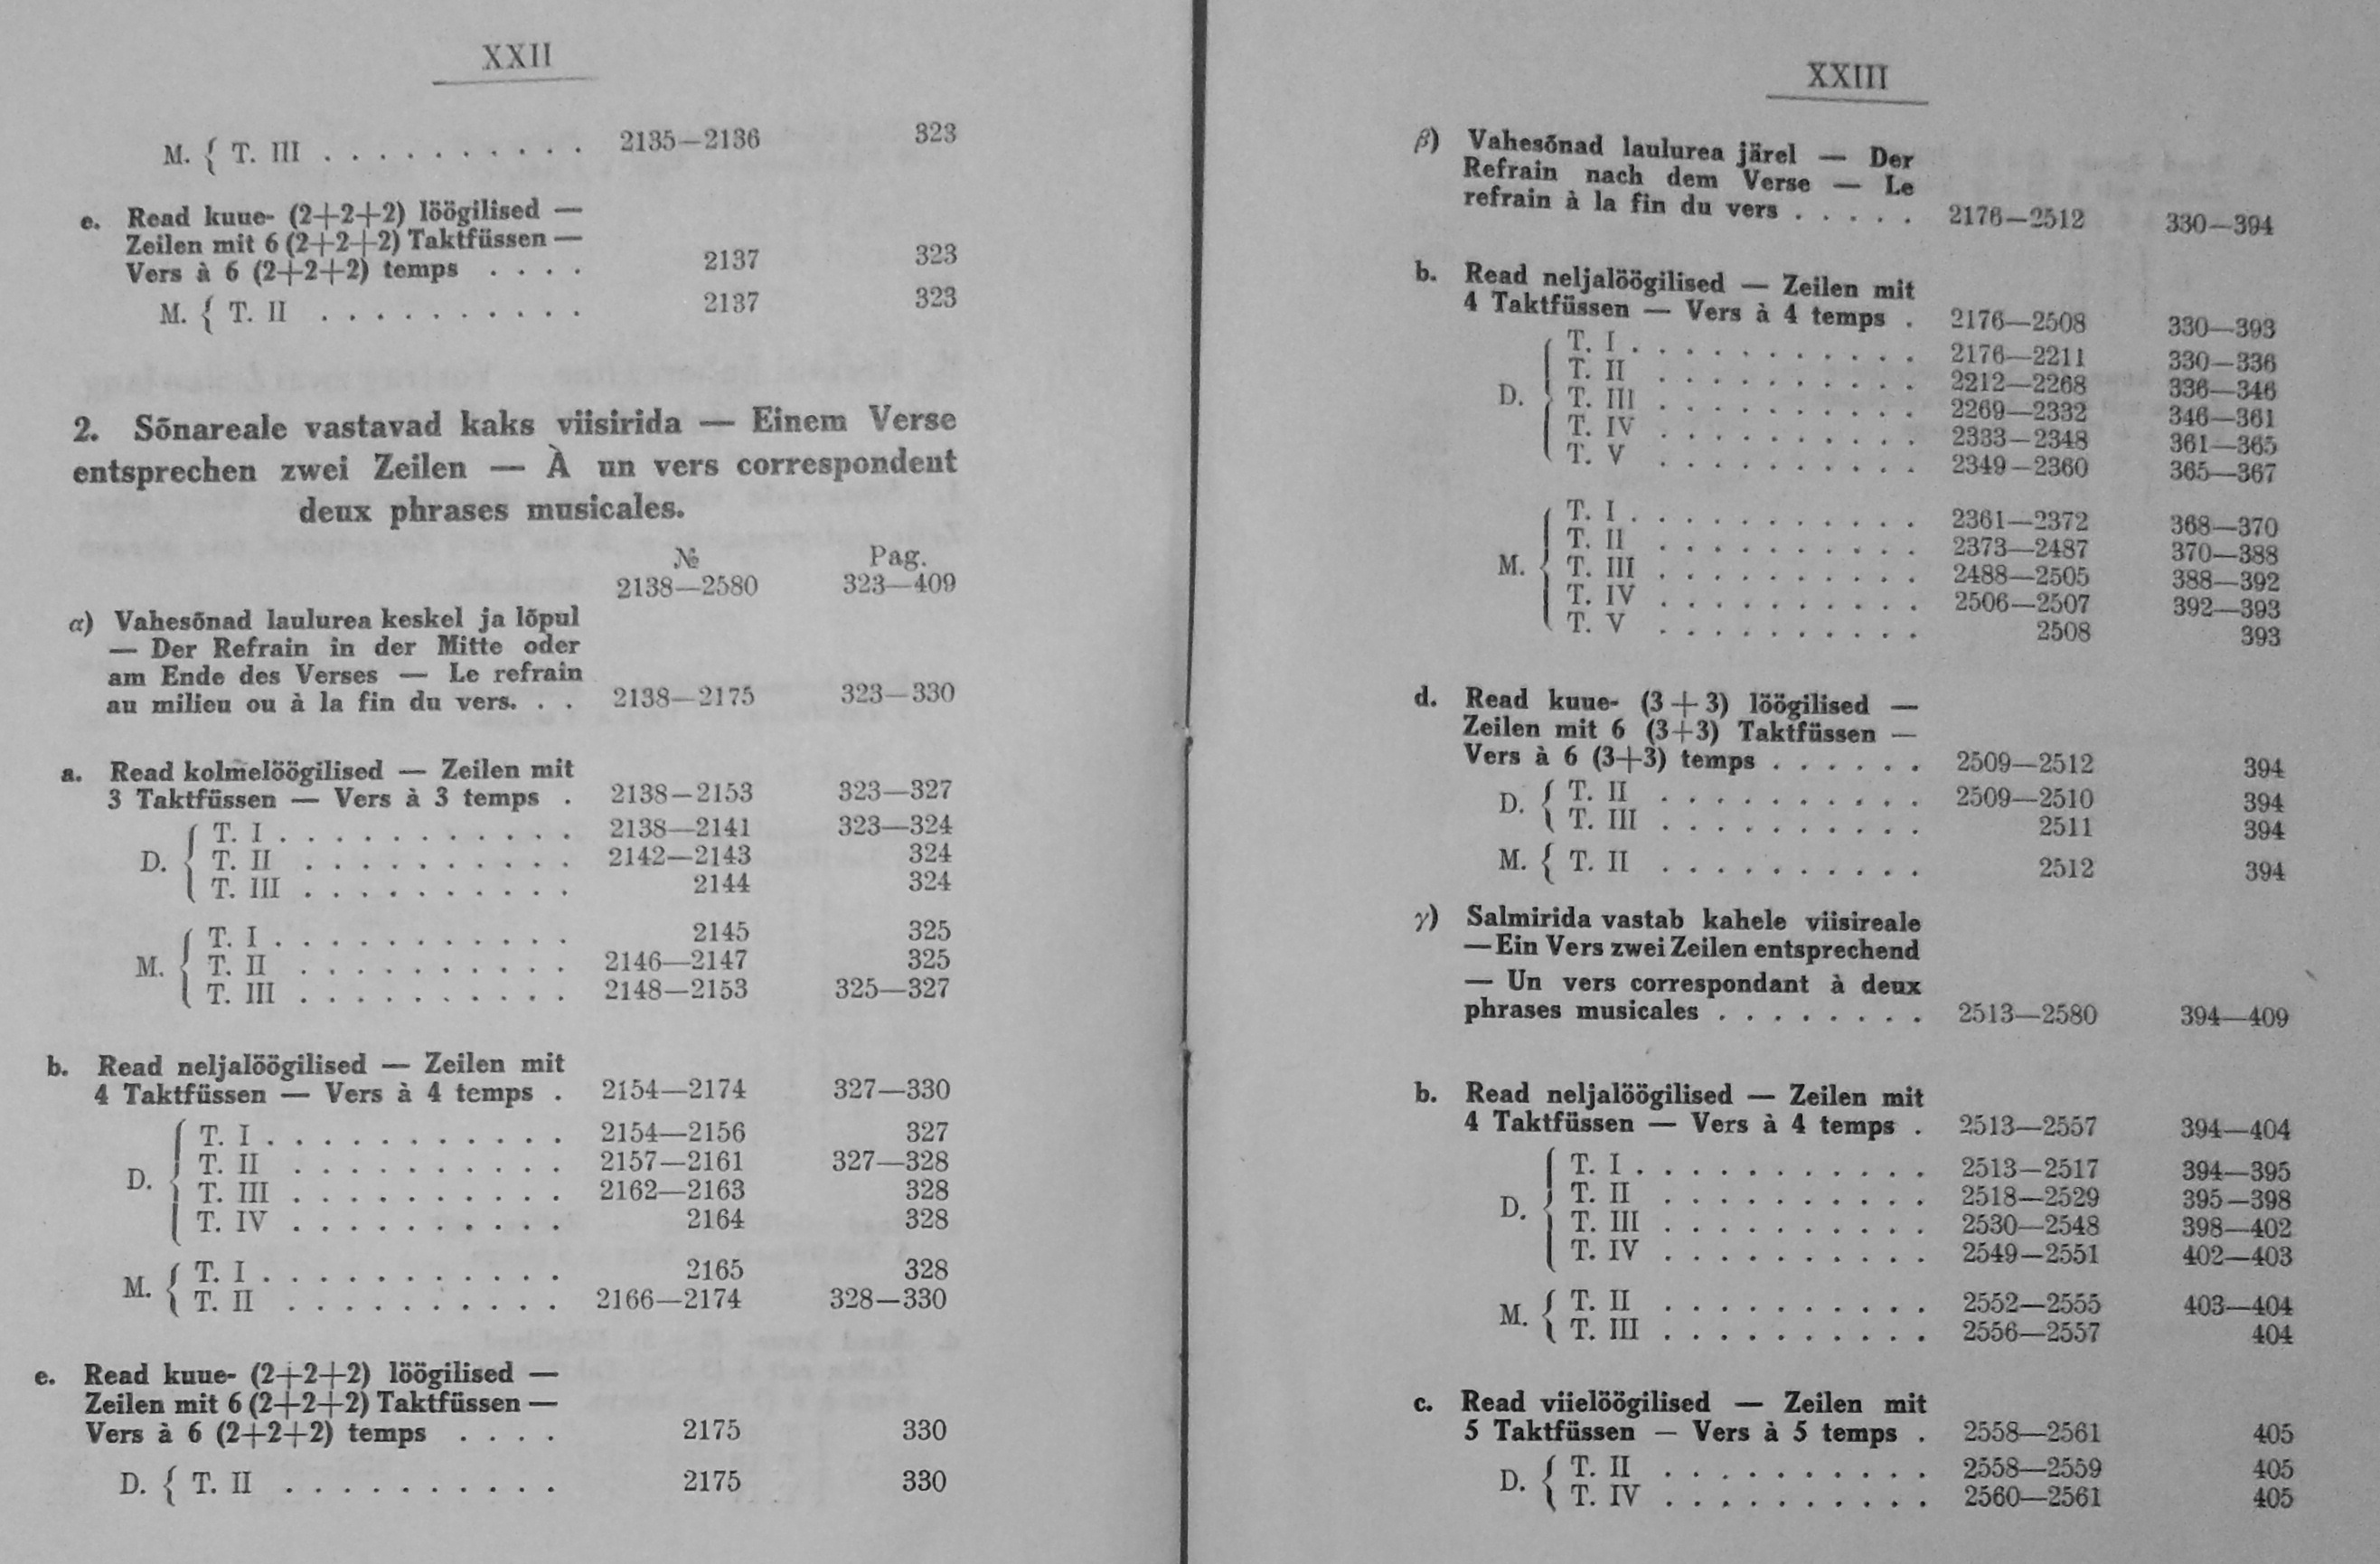 XXII
M. { T. III . . . . . . . . . . 2135—2136 323
e. Read kuue- (2+2+2) löögilised —
Zeilen mit 6 (2+2+2) Taktfüssen —
Vers à 6 (2+2+2) temps . . . . 2137 323
M. { T. II . . . . . . . . . . 2137 323
2. Sõnareale vastavad kaks viisirida — Einem Verse
entsprechen zwei Zeilen — À un vers correspondent
deux phrases musicales.
№ Pag.
2138—2580 323—409
α) Vahesõnad laulurea keskel ja lõpul
— Der Refrain in der Mitte oder
am Ende des Verses — Le refrain
au milieu ou à la fin du vers. . . 2138—2175 323—330
a. Read kolmelöögilised — Zeilen mit
3 Taktfüssen — Vers à 3 temps . 2138—2153 323—327
D. { T. I . . . . . . . . . . . 2138—2141 323—324
T. II . . . . . . . . . . 2142—2143 324
T. III . . . . . . . . . . 2144 324
M. { T. I . . . . . . . . . . . 2145 325
T. II . . . . . . . . . . 2146—2147 325
T. III . . . . . . . . . . 2148—2153 325—327
b. Read neljalöögilised — Zeilen mit
4 Taktfüssen — Vers à 4 temps . 2154—2174 327—330
D. { T. I . . . . . . . . . . . 2154—2156 327
T. II . . . . . . . . . . 2157—2161 327—328
T. III . . . . . . . . . . 2162—2163 328
T. IV . . . . . . . . . . 2164 328
M. { T. I . . . . . . . . . . . 2165 328
T. II . . . . . . . . . . 2166—2174 328—330
e. Read kuue- (2+2+2) löögilised —
Zeilen mit 6 (2+2+2) Taktfüssen —
Vers à 6 (2+2+2) temps . . . . 2175 330
D. { T. II . . . . . . . . . . 2175 330
XXIII
β) Vahesõnad laulurea järel — Der
Refrain nach dem Verse — Le
refrain à la fin du vers . . . . . 2176—2512 330—394
b. Read neljalöögilised — Zeilen mit
4 Taktfüssen — Vers à 4 temps . 2176—2508 330—393
D. { T. I . . . . . . . . . . . 2176—2211 330—336
T. II . . . . . . . . . . 2212—2268 336—346
T. III . . . . . . . . . . 2269—2332 346—361
T. IV . . . . . . . . . . 2333—2348 361—365
T. V . . . . . . . . . . 2349—2360 365—367
M. { T. I . . . . . . . . . . . 2361—2372 368—370
T. II . . . . . . . . . . 2373—2487 370—388
T. III . . . . . . . . . . 2488—2505 388—392
T. IV . . . . . . . . . . 2506—2507 392—393
T. V . . . . . . . . . . 2508 393
d. Read kuue- (3+3) löögilised —
Zeilen mit 6 (3+3) Taktfüssen —
Vers à 6 (3+3) temps . . . . . . 2509—2512 394
D. { T. II . . . . . . . . . . 2509—2510 394
T. III . . . . . . . . . . 2511 394
M. { T. II . . . . . . . . . . 2512 394
γ) Salmirida vastab kahele viisireale
— Ein Vers zwei Zeilen entsprechend
— Un vers correspondant à deux
phrases musicales . . . . . . . . 2513—2580 394—409
b. Read neljalöögilised — Zeilen mit
4 Taktfüssen — Vers à 4 temps . 2513—2557 394—404
D. { T. I . . . . . . . . . . . 2513—2517 394—395
T. II . . . . . . . . . . 2518—2529 395—398
T. III . . . . . . . . . . 2530—2548 398—402
T. IV . . . . . . . . . . 2549—2551 402—403
M. { T. II . . . . . . . . . . 2552—2555 403—404
T. III . . . . . . . . . . 2556—2557 404
c. Read viielöögilised — Zeilen mit
5 Taktfüssen — Vers à 5 temps . 2558—2561 405
D. { T. II . . . . . . . . . . 2558—2559 405
T. IV . . . . . . . . . . 2560—2561 405